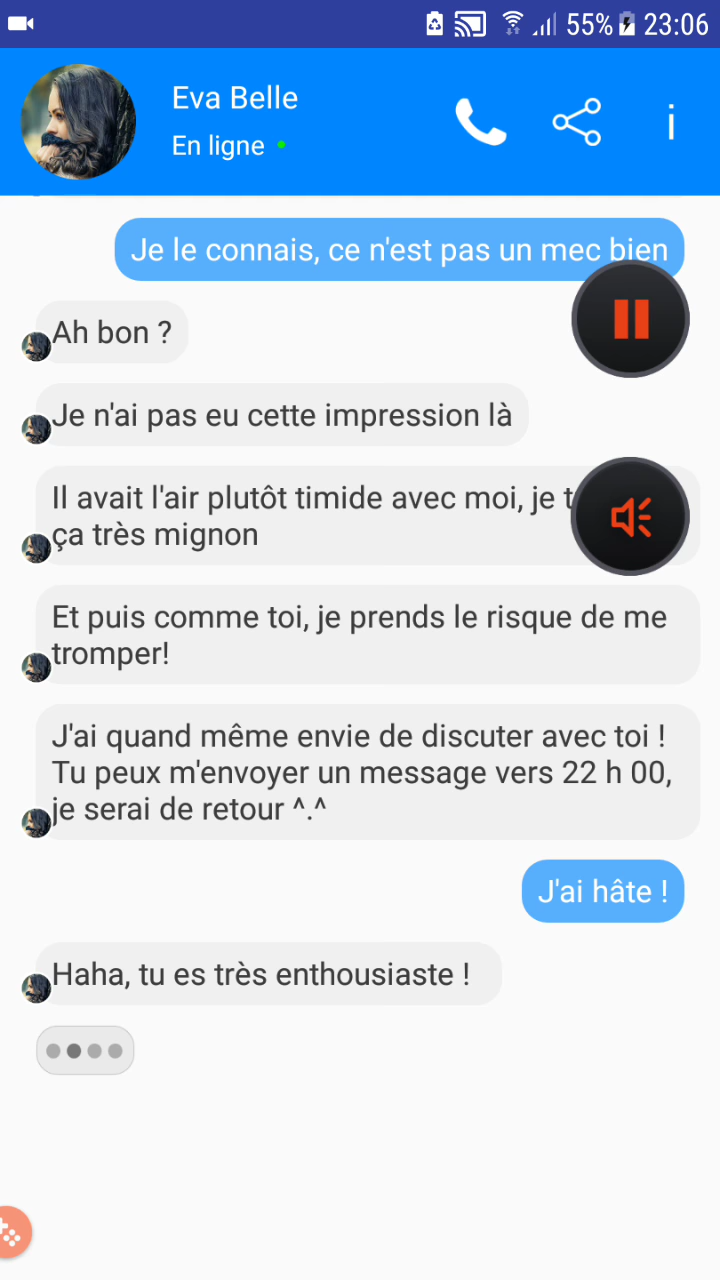 55% 23:06
Eva Belle
En ligne
Je le connais, ce n'est pas un mec bien
Ah bon ?
Je n'ai pas eu cette impression là
Il avait l'air plutôt timide avec moi, je
ça très mignon
Et puis comme toi, je prends le risque de me
tromper!
J'ai quand même envie de discuter avec toi !
Tu peux m'envoyer un message vers 22 h 00,
je serai de retour ^.^
J'ai hâte !
Haha, tu es très enthousiaste !